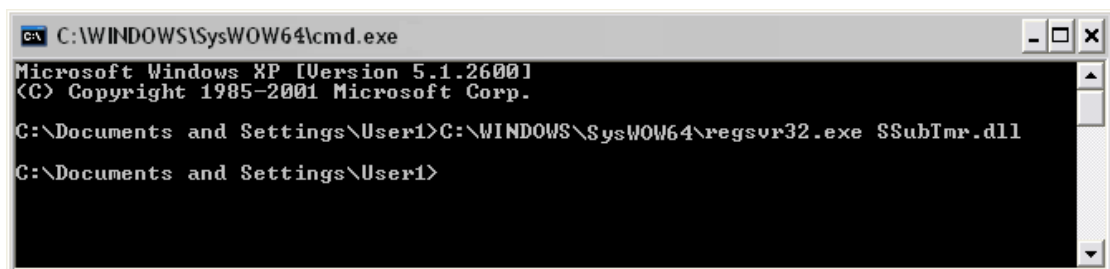 C:\WINDOWS\SysWOW64\cmd.exe
Microsoft Windows XP [Version 5.1.2600]
(C) Copyright 1985-2001 Microsoft Corp.
C:\Documents and Settings\User1>C:\WINDOWS\SysWOW64\regsvr32.exe SSubTmr.dll
C:\Documents and Settings\User1>